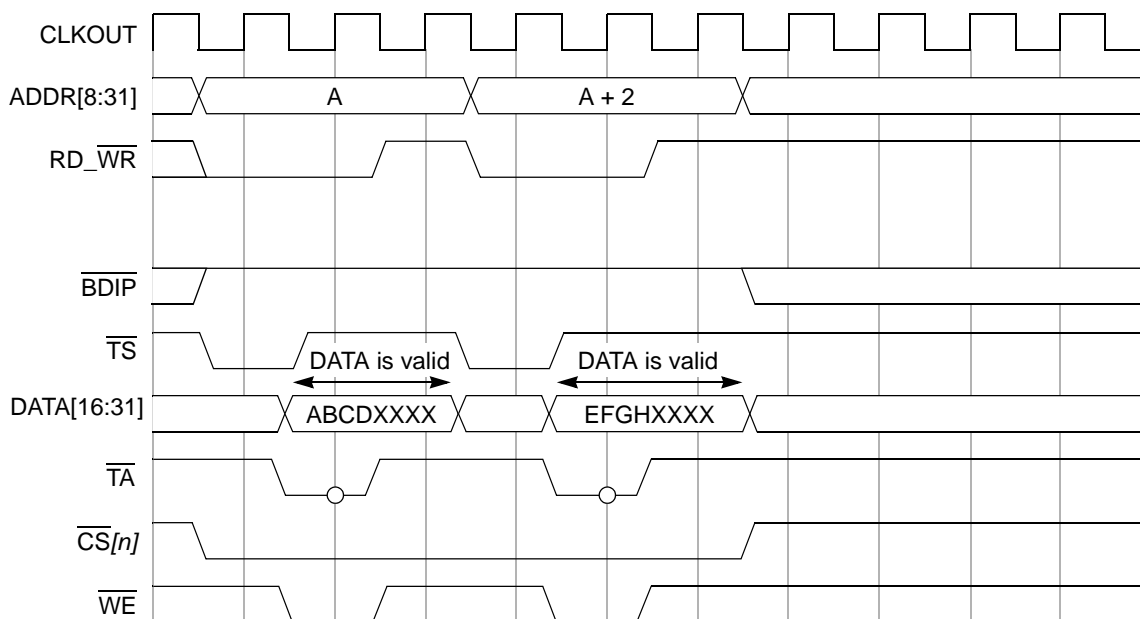 CLKOUT
ADDR[8:31] A A + 2
RD_WR
BDIP
TS
DATA is valid DATA is valid
DATA[16:31] ABCDXXXX EFGHXXXX
TA
CS[n]
WE